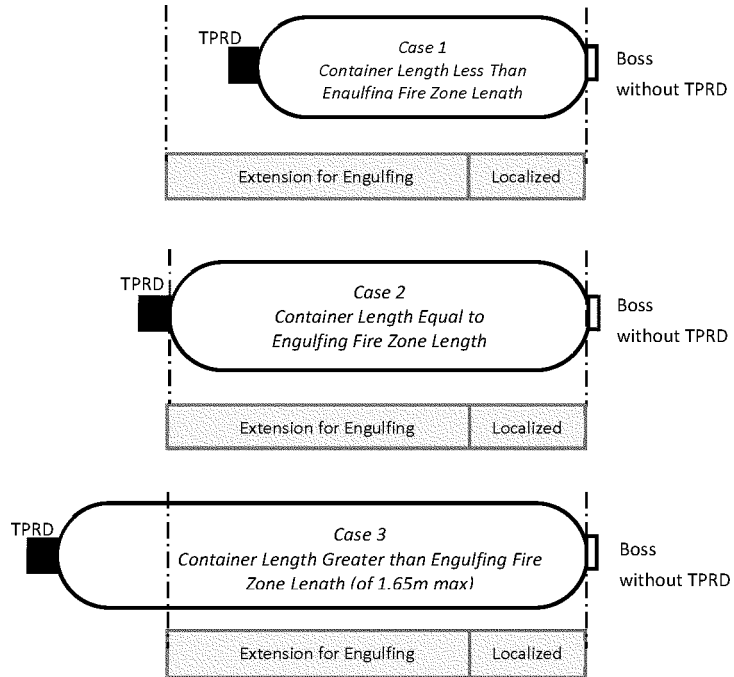 TPRD
Case 1
Container Length Less Than
Engulfing Fire Zone Length
Boss
without TPRD
Extension for Engulfing
Localized
TPRD
Case 2
Container Length Equal to
Engulfing Fire Zone Length
Boss
without TPRD
Extension for Engulfing
Localized
TPRD
Case 3
Container Length Greater than Engulfing Fire
Zone Length (of 1.65m max)
Boss
without TPRD
Extension for Engulfing
Localized